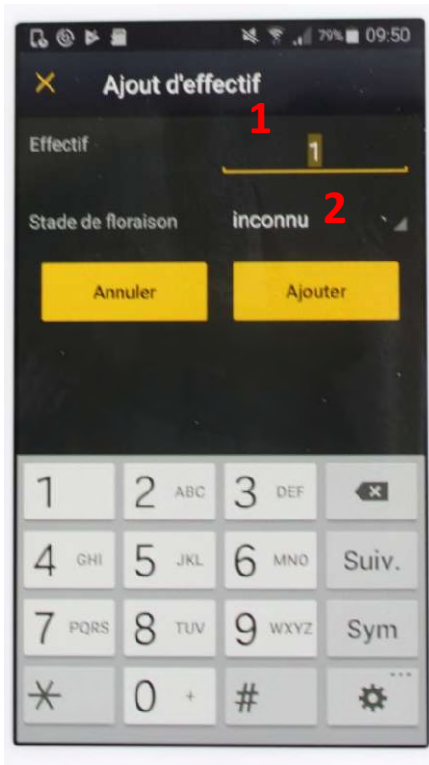 79% 09:50
Ajout d'effectif
1
Effectif 1
Stade de floraison inconnu 2
Annuler Ajouter
1 2 ABC 3 DEF
4 GHI 5 JKL 6 MNO Suiv.
7 PQRS 8 TUV 9 WXYZ Sym
* 0 + # ...